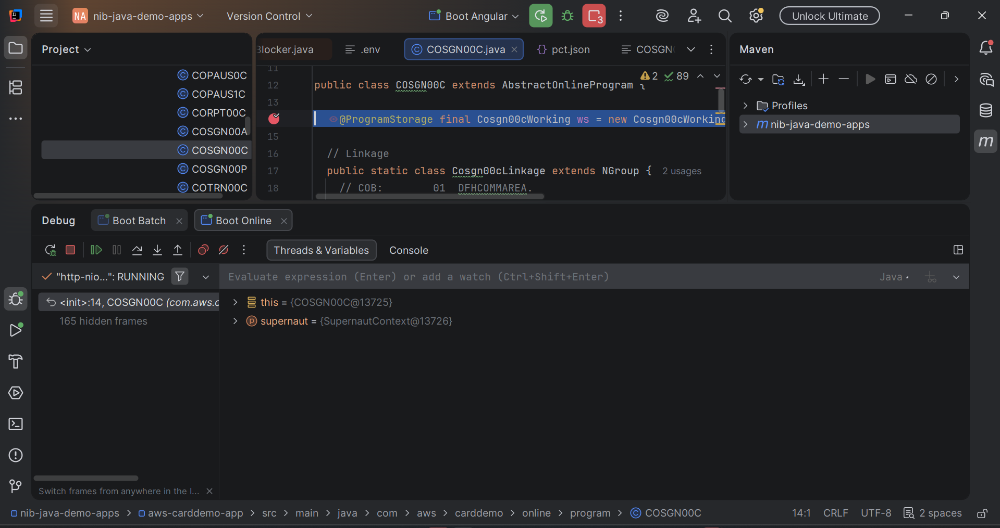 NA nib-java-demo-apps Version Control Boot Angular 3 Unlock Ultimate
Project
COPAUS0C
COPAUS1C
CORPT00C
COSGN00A
COSGN00C
COSGN00P
COTRN00C
Blocker.java .env COSGN00C.java pct.json COSGN
2 89
11
12 public class COSGN00C extends AbstractOnlineProgram {
13
@ProgramStorage final Cosgn00cWorking ws = new Cosgn00cWorking
15
16 // Linkage
17 public static class Cosgn00cLinkage extends NGroup { 2 usages
18 // COB: 01 DFHCOMMAREA.
Maven
Profiles
m nib-java-demo-apps
m
Debug Boot Batch Boot Online
Threads & Variables Console
"http-nio...": RUNNING
Evaluate expression (Enter) or add a watch (Ctrl+Shift+Enter) Java
<init>:14, COSGN00C (com.aws.c
165 hidden frames
this = {COSGN00C@13725}
p supernaut = {SupernautContext@13726}
Switch frames from anywhere in the I...
nib-java-demo-apps > aws-carddemo-app > src > main > java > com > aws > carddemo > online > program > COSGN00C 14:1 CRLF UTF-8 2 spaces